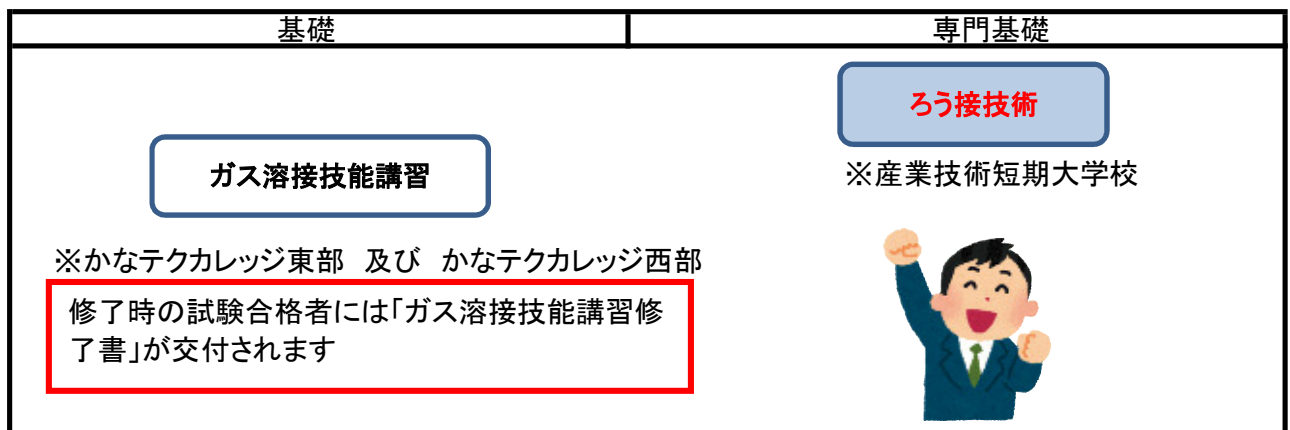 基礎
専門基礎
ろう接技術
ガス溶接技能講習
※産業技術短期大学校
※かなテクカレッジ東部 及び かなテクカレッジ西部
修了時の試験合格者には「ガス溶接技能講習修
了書」が交付されます